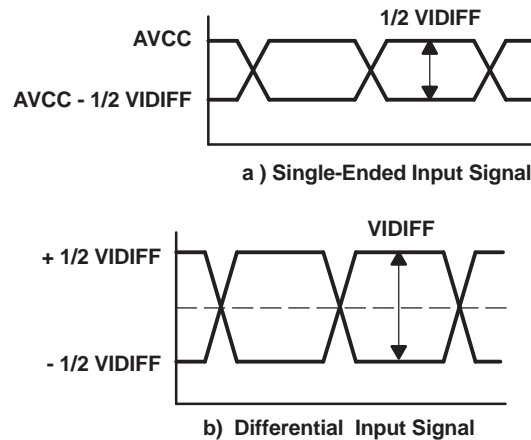 1/2 VIDIFF
AVCC
AVCC - 1/2 VIDIFF
a ) Single-Ended Input Signal
VIDIFF
+ 1/2 VIDIFF
- 1/2 VIDIFF
b) Differential Input Signal